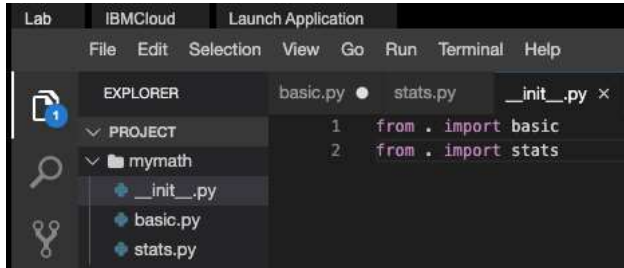 Lab IBMCloud Launch Application
File Edit Selection View Go Run Terminal Help
EXPLORER
1
PROJECT
mymath
__init__.py
basic.py
stats.py
basic.py stats.py __init__.py ×
1 from . import basic
2 from . import stats